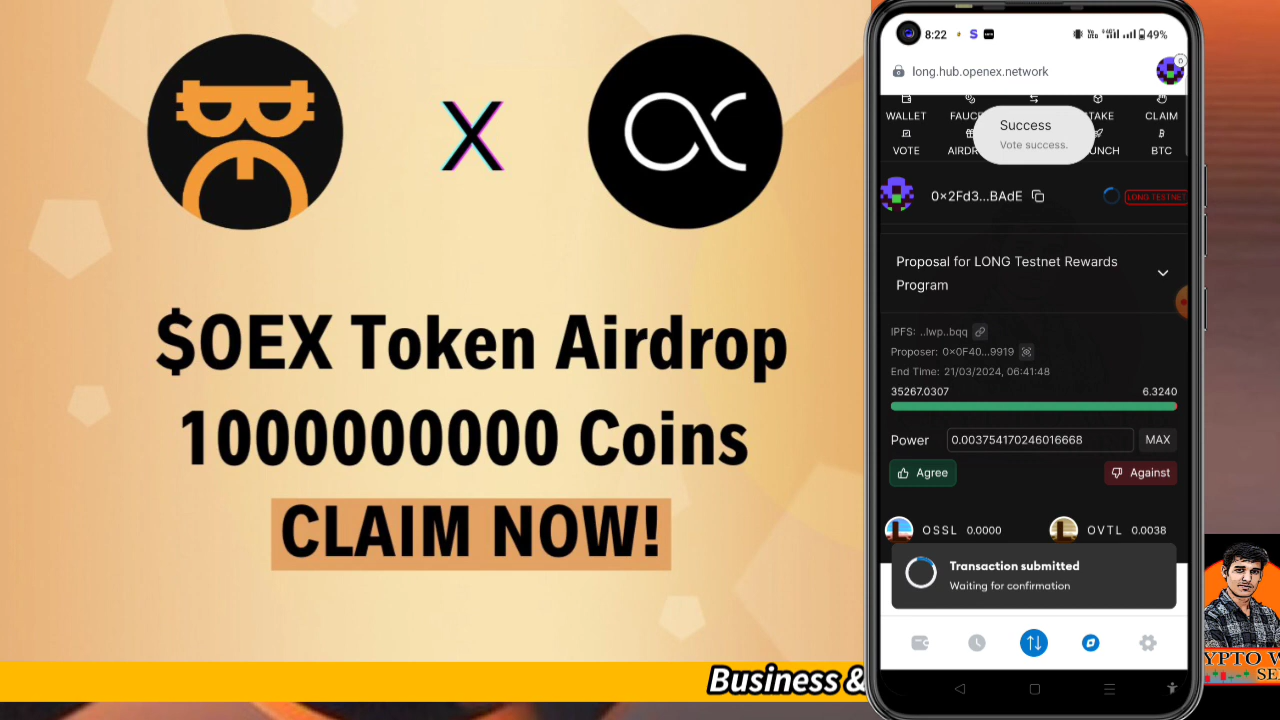 X
$OEX Token Airdrop
1000000000 Coins
CLAIM NOW!
Business &
8:22
49%
long.hub.openex.network
0
WALLET
CLAIM
Success
Vote success.
VOTE
BTC
0×2Fd3...BAdE
LONG TESTNET
Proposal for LONG Testnet Rewards
Program
IPFS: ..lwp..bqq
Proposer: 0×0F40...9919
End Time: 21/03/2024, 06:41:48
35267.0307 6.3240
Power 0.003754170246016668 MAX
Agree Against
OSSL 0.0000 OVTL 0.0038
Transaction submitted
Waiting for confirmation